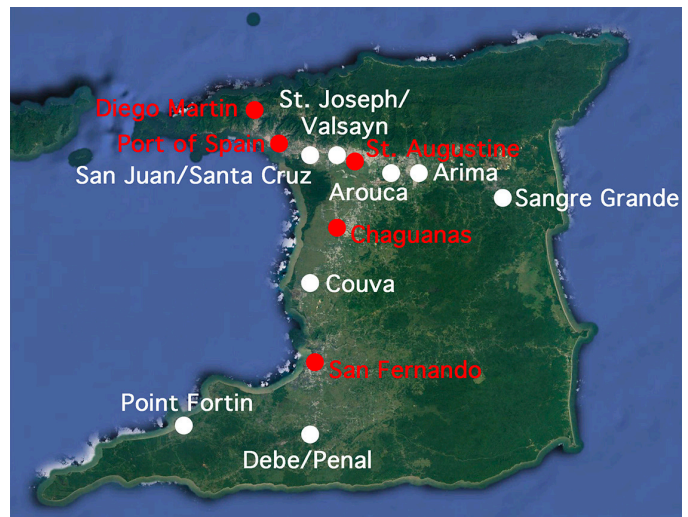 Diego Martin
St. Joseph/
Valsayn
Port of Spain
St. Augustine
San Juan/Santa Cruz
Arouca
Arima
Sangre Grande
Chaguanas
Couva
San Fernando
Point Fortin
Debe/Penal